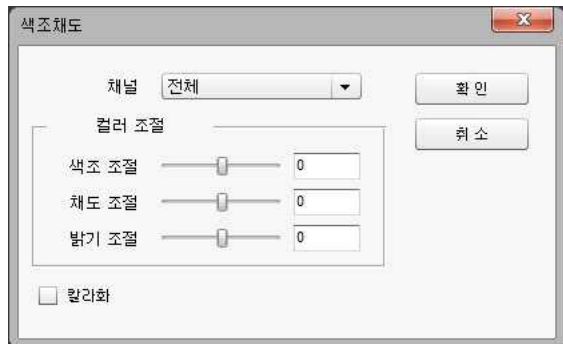 색조채도
채널 전체 확인
컬러 조절 취소
색조 조절 0
채도 조절 0
밝기 조절 0
칼라화